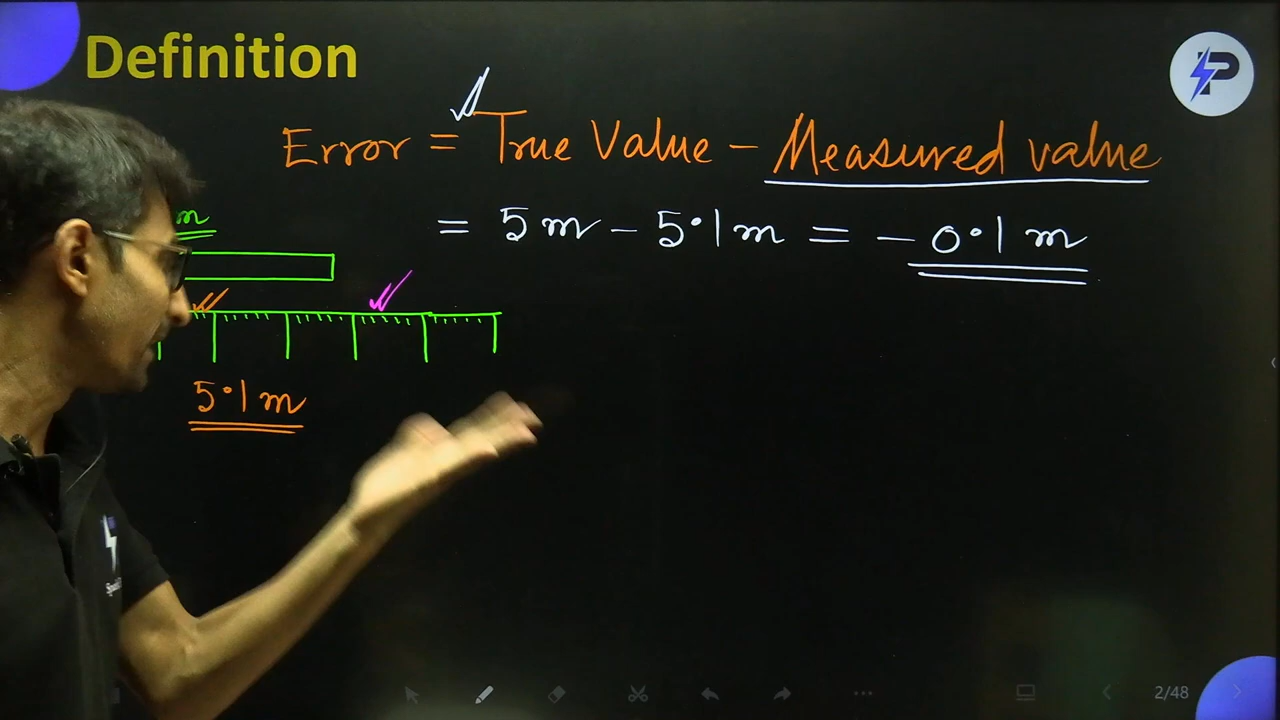 Definition
Error = True Value - Measured value
= 5 m - 5.1 m = - 0.1 m
m
5.1 m
2/48